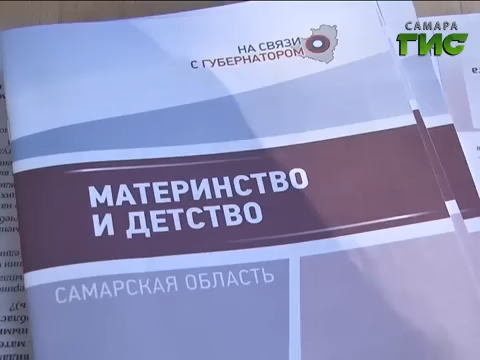 НА СВЯЗИ
С ГУБЕРНАТОРОМ
САМАРА
ГИС
МАТЕРИНСТВО
И ДЕТСТВО
САМАРСКАЯ ОБЛАСТЬ